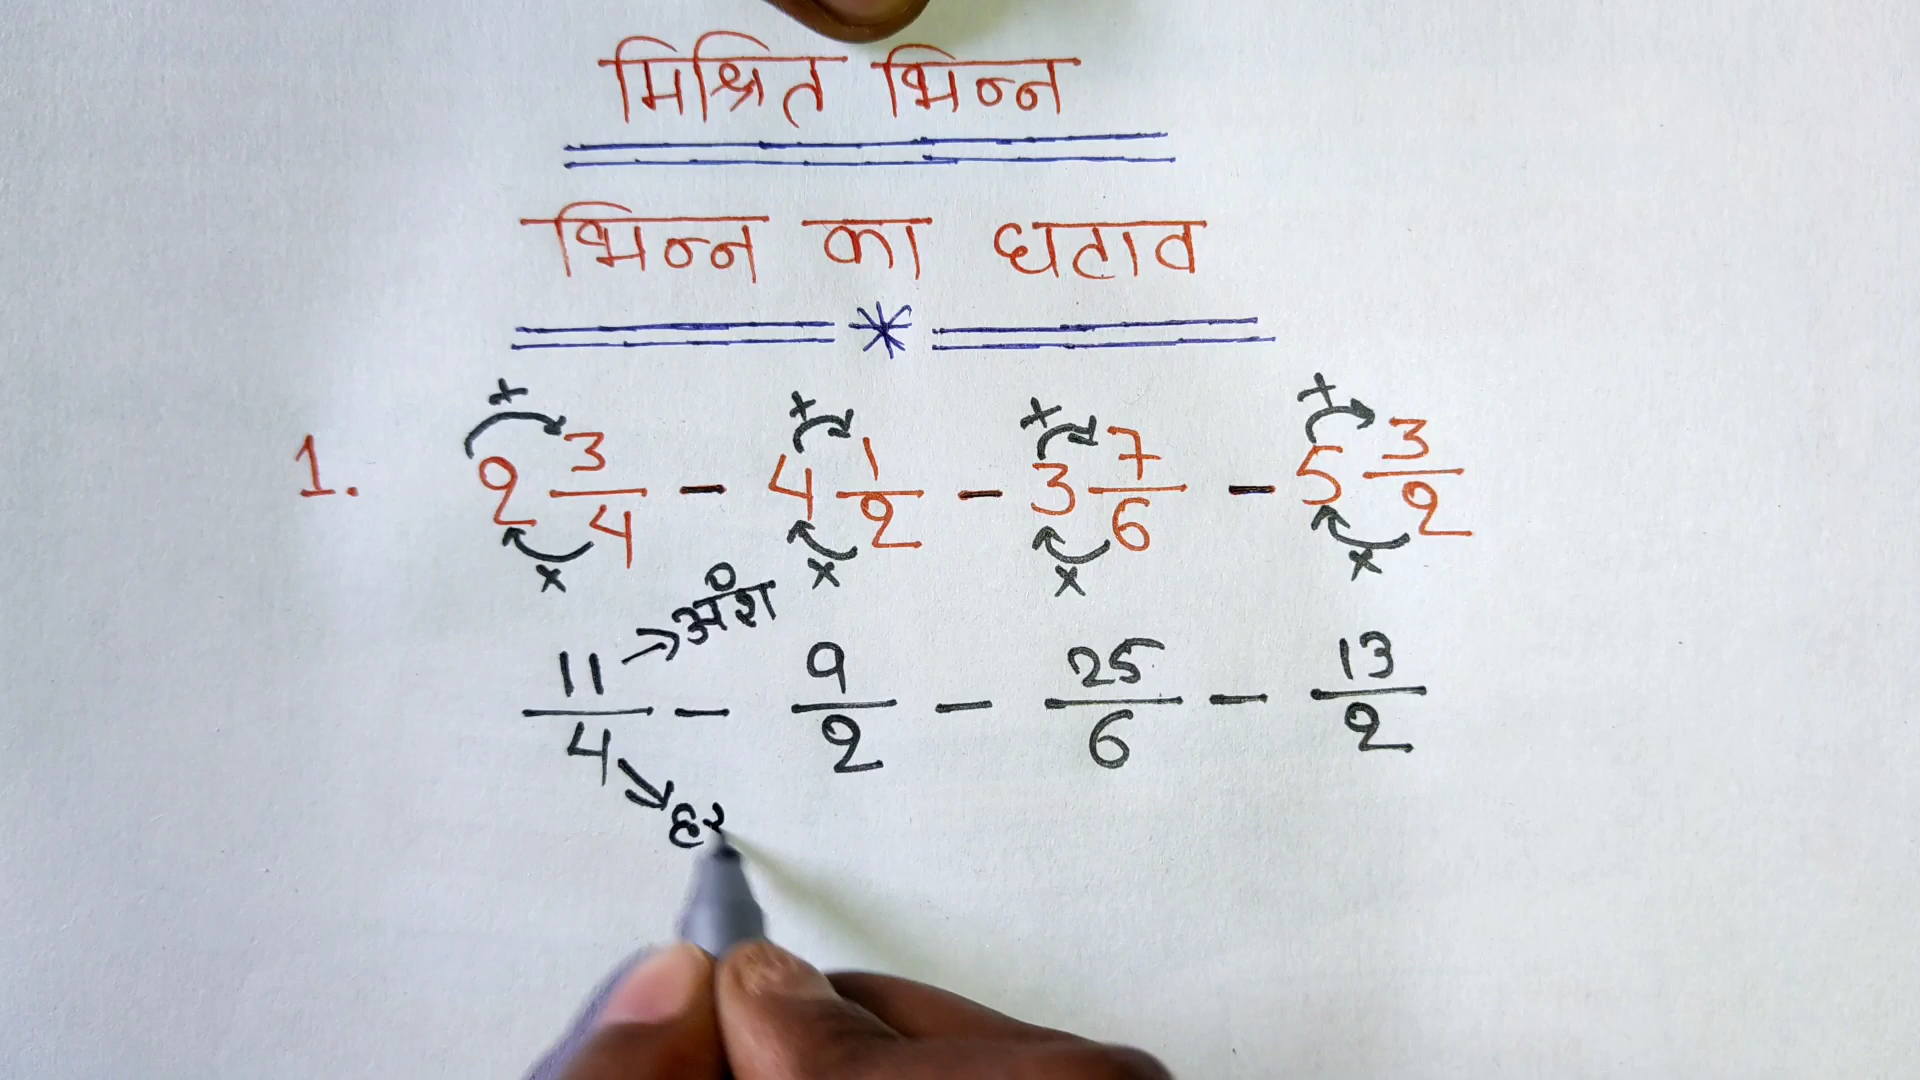 मिश्रित भिन्न
भिन्न का घटाव
*
1. 2 3/4 - 4 1/2 - 3 7/6 - 5 3/2
+ + + +
x x x x
11/4 - 9/2 - 25/6 - 13/2
→ अंश
→ हर